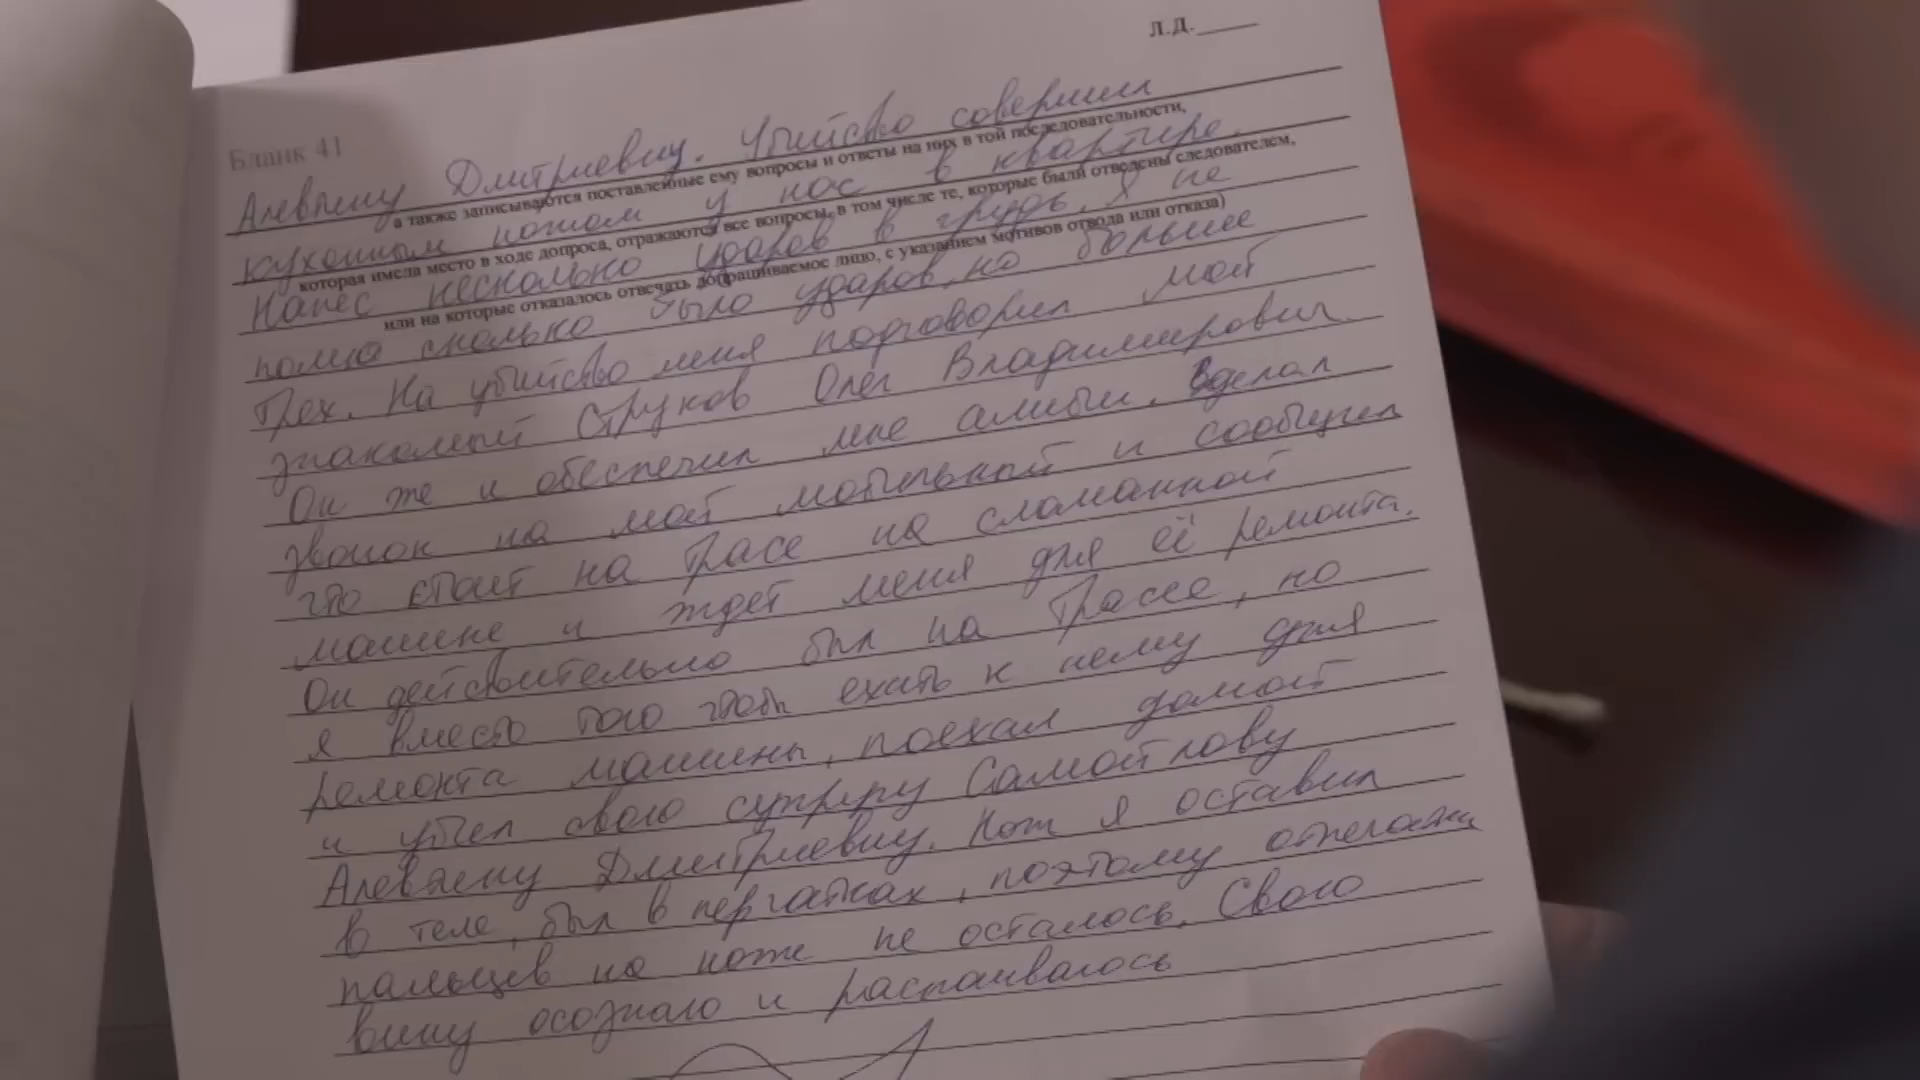 Л.Д.
Бланк 41
Алевтину Дмитриевну. Убийство совершил
а также записываются поставленные ему вопросы и ответы на них в той последовательности,
кухонным ножом у нас в квартире.
которая имела место в ходе допроса, отражаются все вопросы, в том числе те, которые были отведены следователем,
Нанес несколько ударов в грудь. Я не
или на которые отказалось отвечать допрашиваемое лицо, с указанием мотивов отвода или отказа)
помню сколько было ударов, но больше
трех. На убийство меня подговорил мой
знакомый Струков Олег Владимирович.
Он же и обеспечил мне алиби. Сделал
звонок на мой мобильный и сообщил
что стоит на трасе на сломанной
машине и ждет меня для её ремонта.
Он действительно был на трассе, но
я вместо того чтобы ехать к нему для
ремонта машины, поехал домой
и убил свою супругу Самойлову
Алевтину Дмитриевну. Нож я оставил
в теле, был в перчатках, поэтому отпечатки
пальцев на ноже не осталось. Свою
вину осознаю и раскаиваюсь